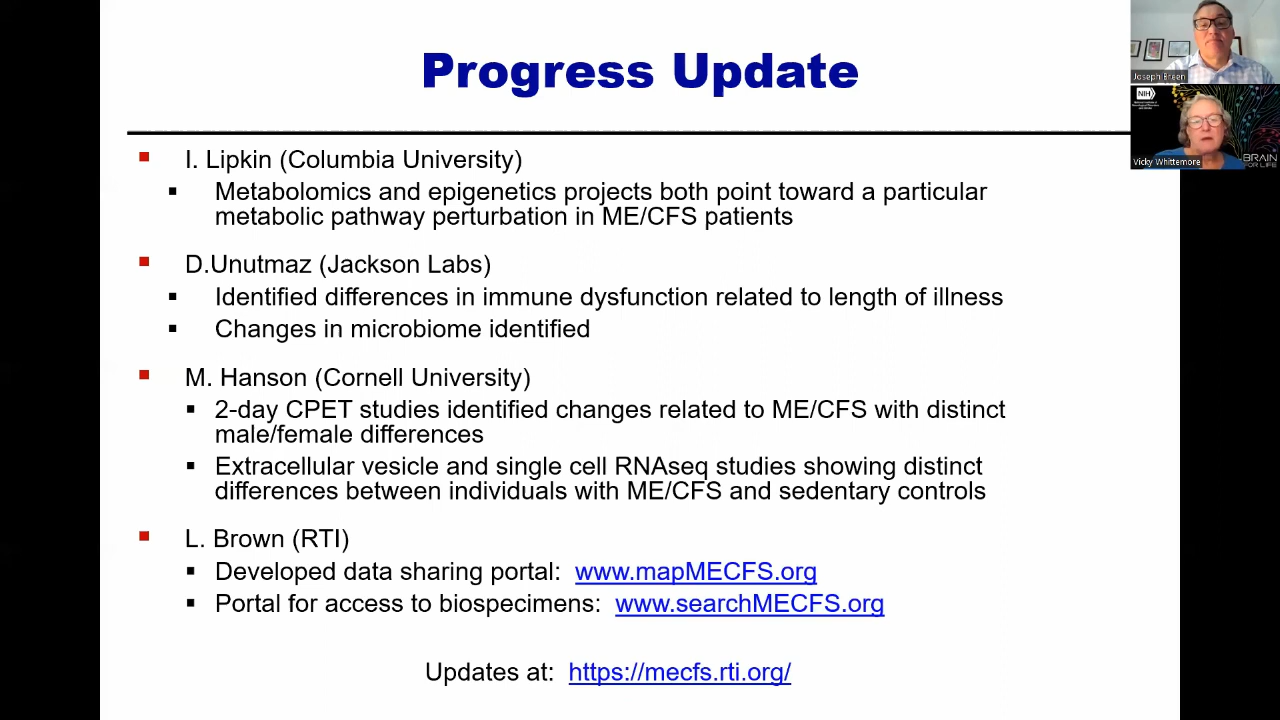 Progress Update
I. Lipkin (Columbia University)
Metabolomics and epigenetics projects both point toward a particular
metabolic pathway perturbation in ME/CFS patients
D.Unutmaz (Jackson Labs)
Identified differences in immune dysfunction related to length of illness
Changes in microbiome identified
M. Hanson (Cornell University)
2-day CPET studies identified changes related to ME/CFS with distinct
male/female differences
Extracellular vesicle and single cell RNAseq studies showing distinct
differences between individuals with ME/CFS and sedentary controls
L. Brown (RTI)
Developed data sharing portal: www.mapMECFS.org
Portal for access to biospecimens: www.searchMECFS.org
Updates at: https://mecfs.rti.org/
Joseph Breen
NIH
BRAIN
FOR LIFE
Vicky Whittemore